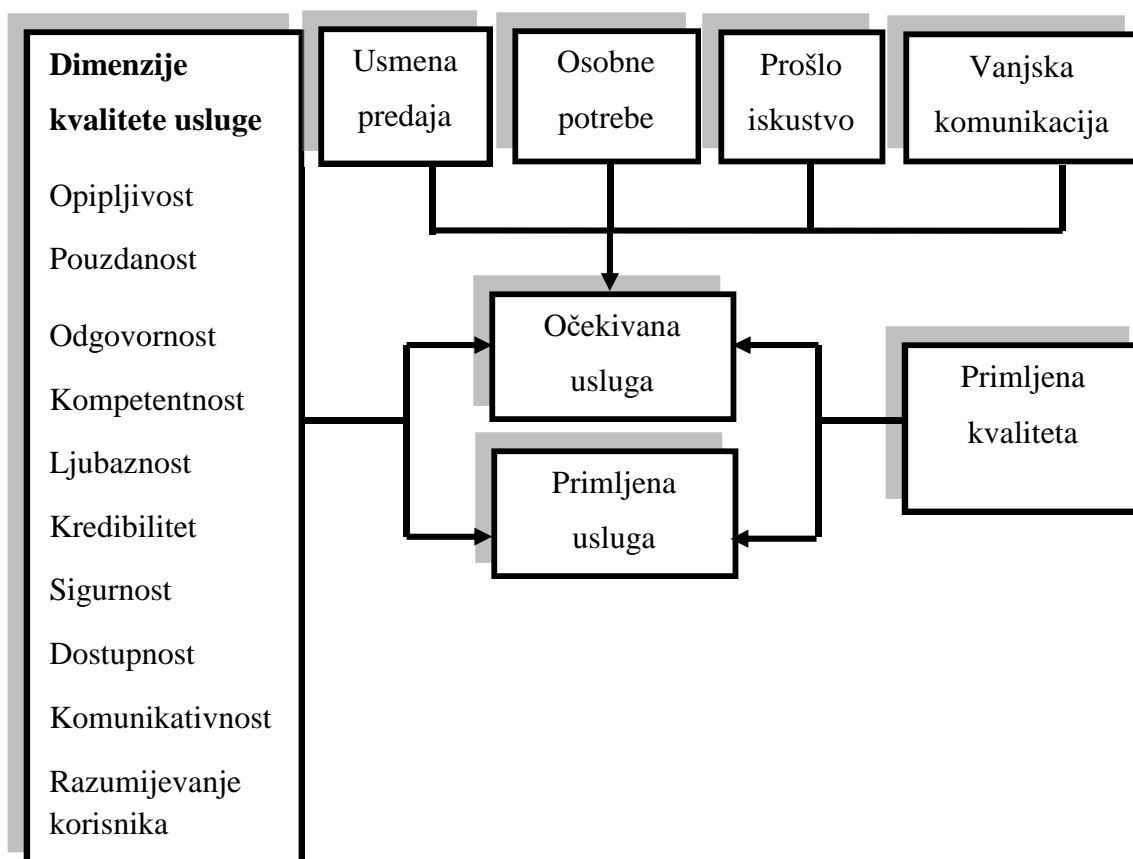 Dimenzije
kvalitete usluge
Opipljivost
Pouzdanost
Odgovornost
Kompetentnost
Ljubaznost
Kredibilitet
Sigurnost
Dostupnost
Komunikativnost
Razumijevanje
korisnika
Usmena
predaja
Osobne
potrebe
Prošlo
iskustvo
Vanjska
komunikacija
Očekivana
usluga
Primljena
usluga
Primljena
kvaliteta